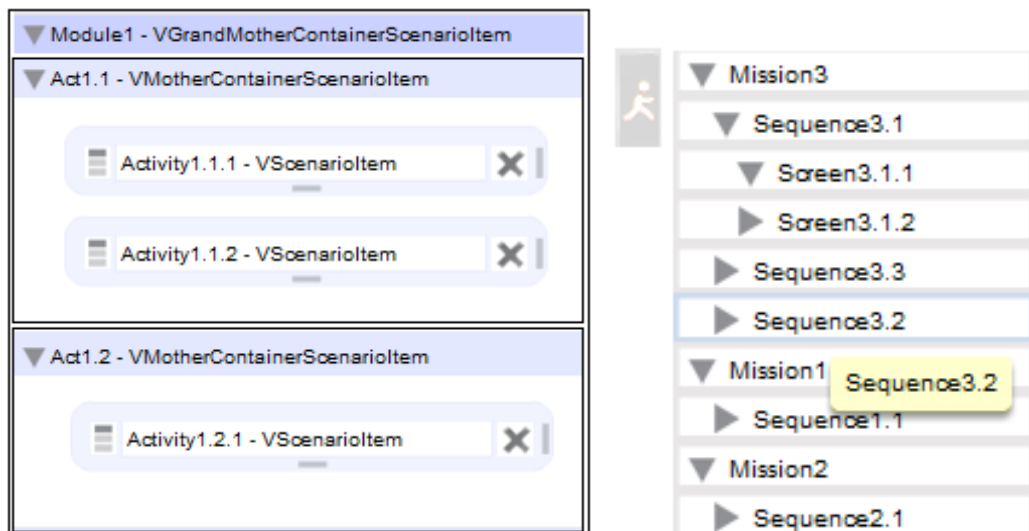 Module1 - VGrandMotherContainerScenarioItem
Act1.1 - VMotherContainerScenarioItem
Activity1.1.1 - VScenarioItem
Activity1.1.2 - VScenarioItem
Act1.2 - VMotherContainerScenarioItem
Activity1.2.1 - VScenarioItem
Mission3
Sequence3.1
Screen3.1.1
Screen3.1.2
Sequence3.3
Sequence3.2
Mission1
Sequence3.2
Sequence1.1
Mission2
Sequence2.1